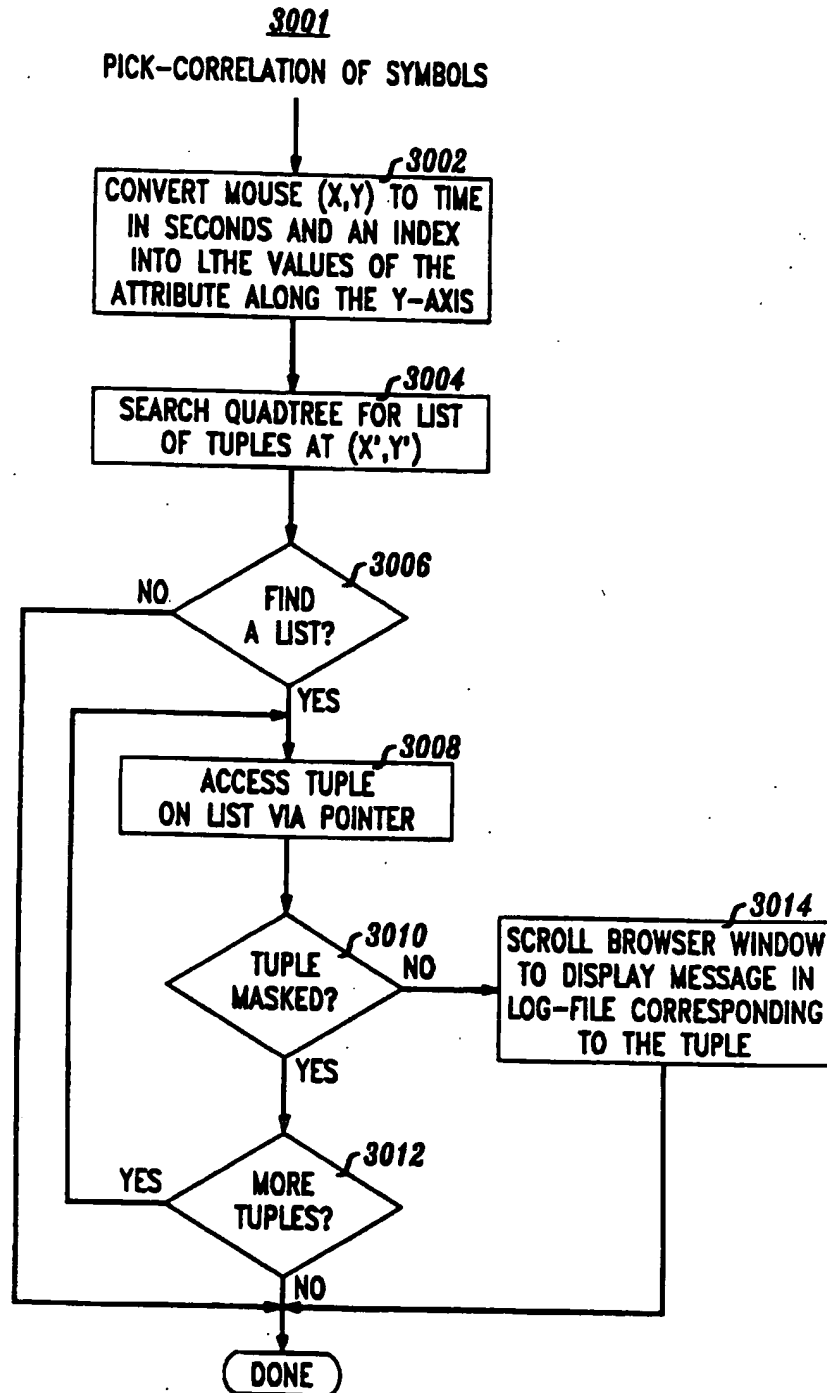 3001
PICK-CORRELATION OF SYMBOLS
3002
CONVERT MOUSE (X,Y) TO TIME
IN SECONDS AND AN INDEX
INTO LTHE VALUES OF THE
ATTRIBUTE ALONG THE Y-AXIS
3004
SEARCH QUADTREE FOR LIST
OF TUPLES AT (X',Y')
3006
NO
FIND
A LIST?
YES
3008
ACCESS TUPLE
ON LIST VIA POINTER
3010
TUPLE
MASKED?
NO
3014
SCROLL BROWSER WINDOW
TO DISPLAY MESSAGE IN
LOG-FILE CORRESPONDING
TO THE TUPLE
YES
3012
YES
MORE
TUPLES?
NO
DONE